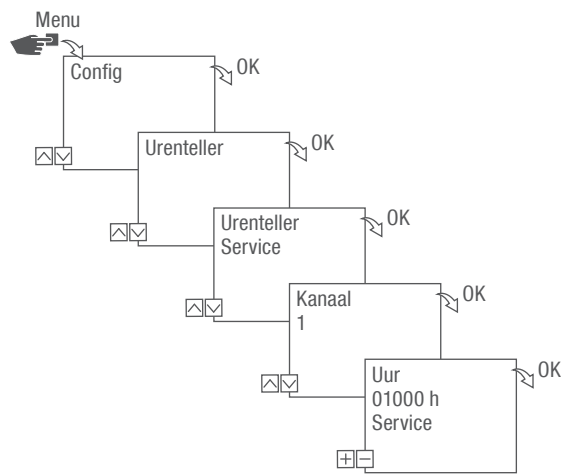 Menu
Config
OK
Urenteller
OK
Urenteller
Service
OK
Kanaal
1
OK
Uur
01000 h
Service
OK
+ −